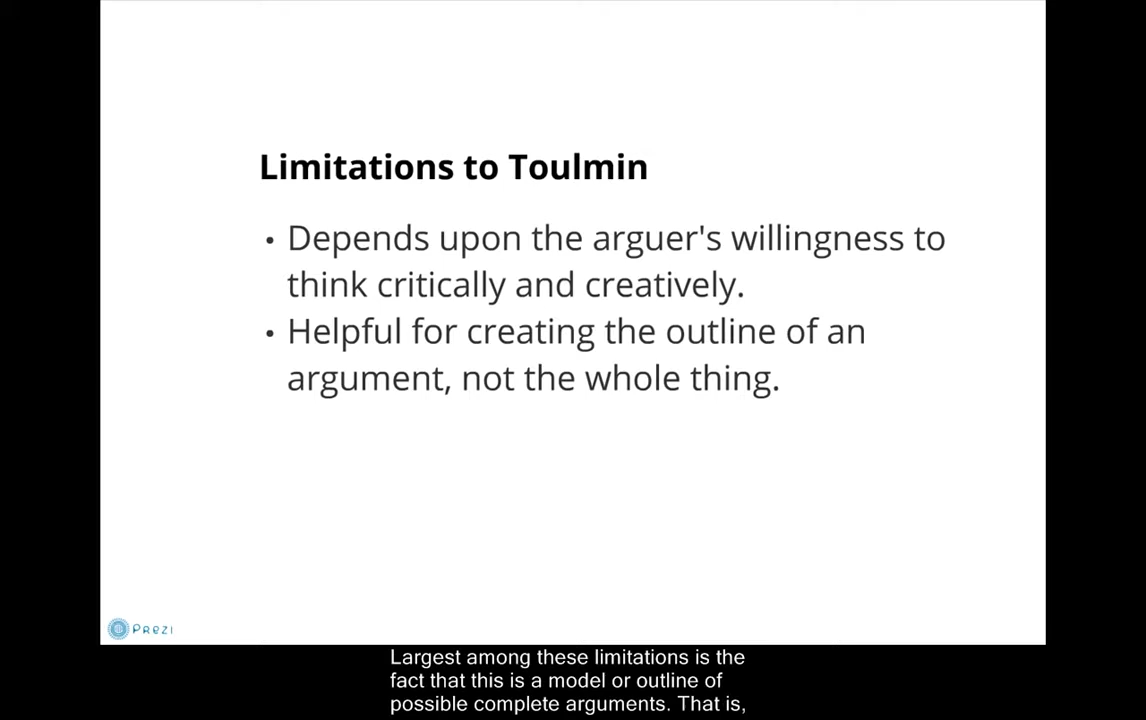 Limitations to Toulmin
• Depends upon the arguer's willingness to
think critically and creatively.
• Helpful for creating the outline of an
argument, not the whole thing.
Prezi
Largest among these limitations is the
fact that this is a model or outline of
possible complete arguments. That is,